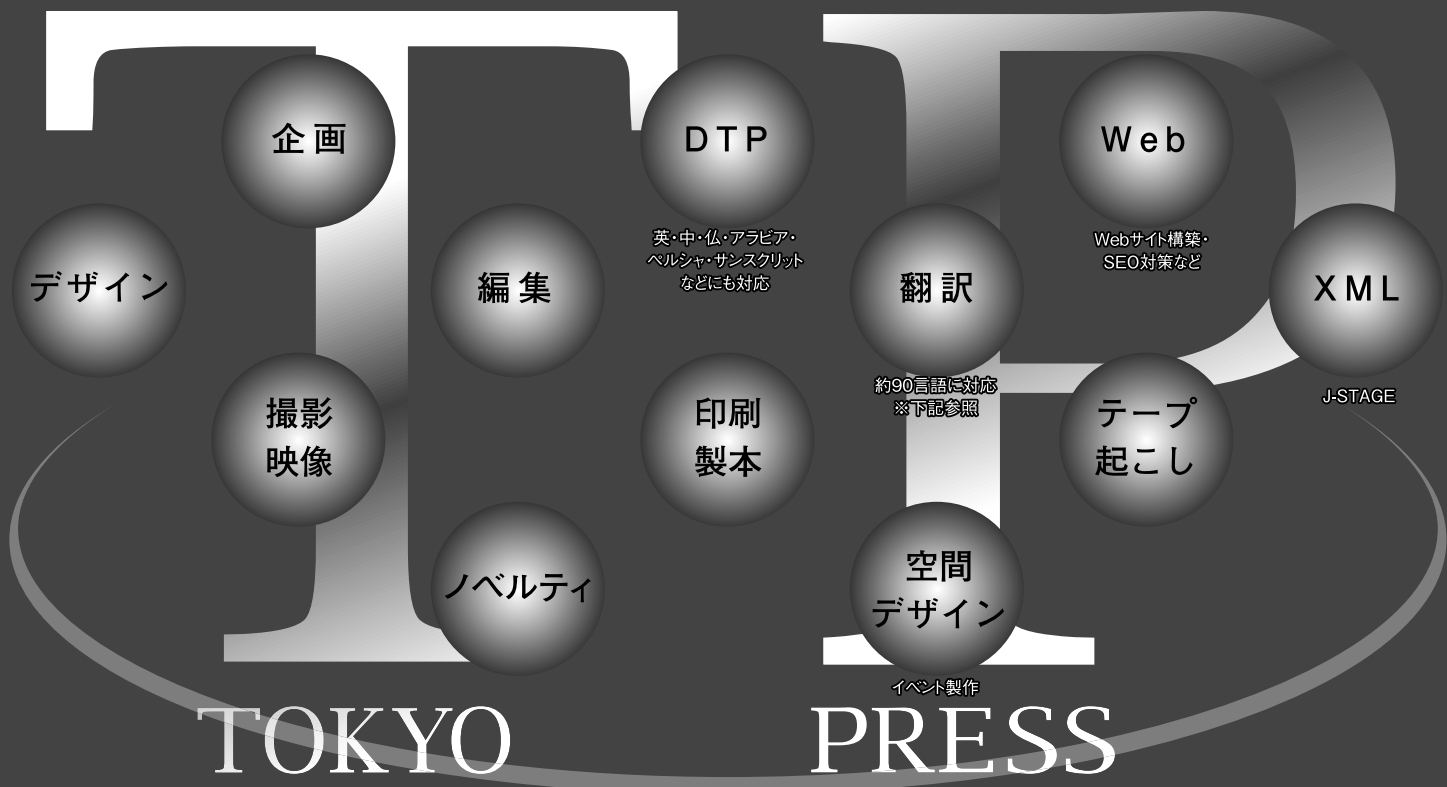 企画
DTP
英・中・仏・アラビア・
ペルシャ・サンスクリット
などにも対応
Web
Webサイト構築・
SEO対策など
デザイン
編集
翻訳
約90言語に対応
※下記参照
XML
J-STAGE
撮影
映像
印刷
製本
テープ
起こし
ノベルティ
空間
デザイン
イベント製作
TP
TOKYO PRESS